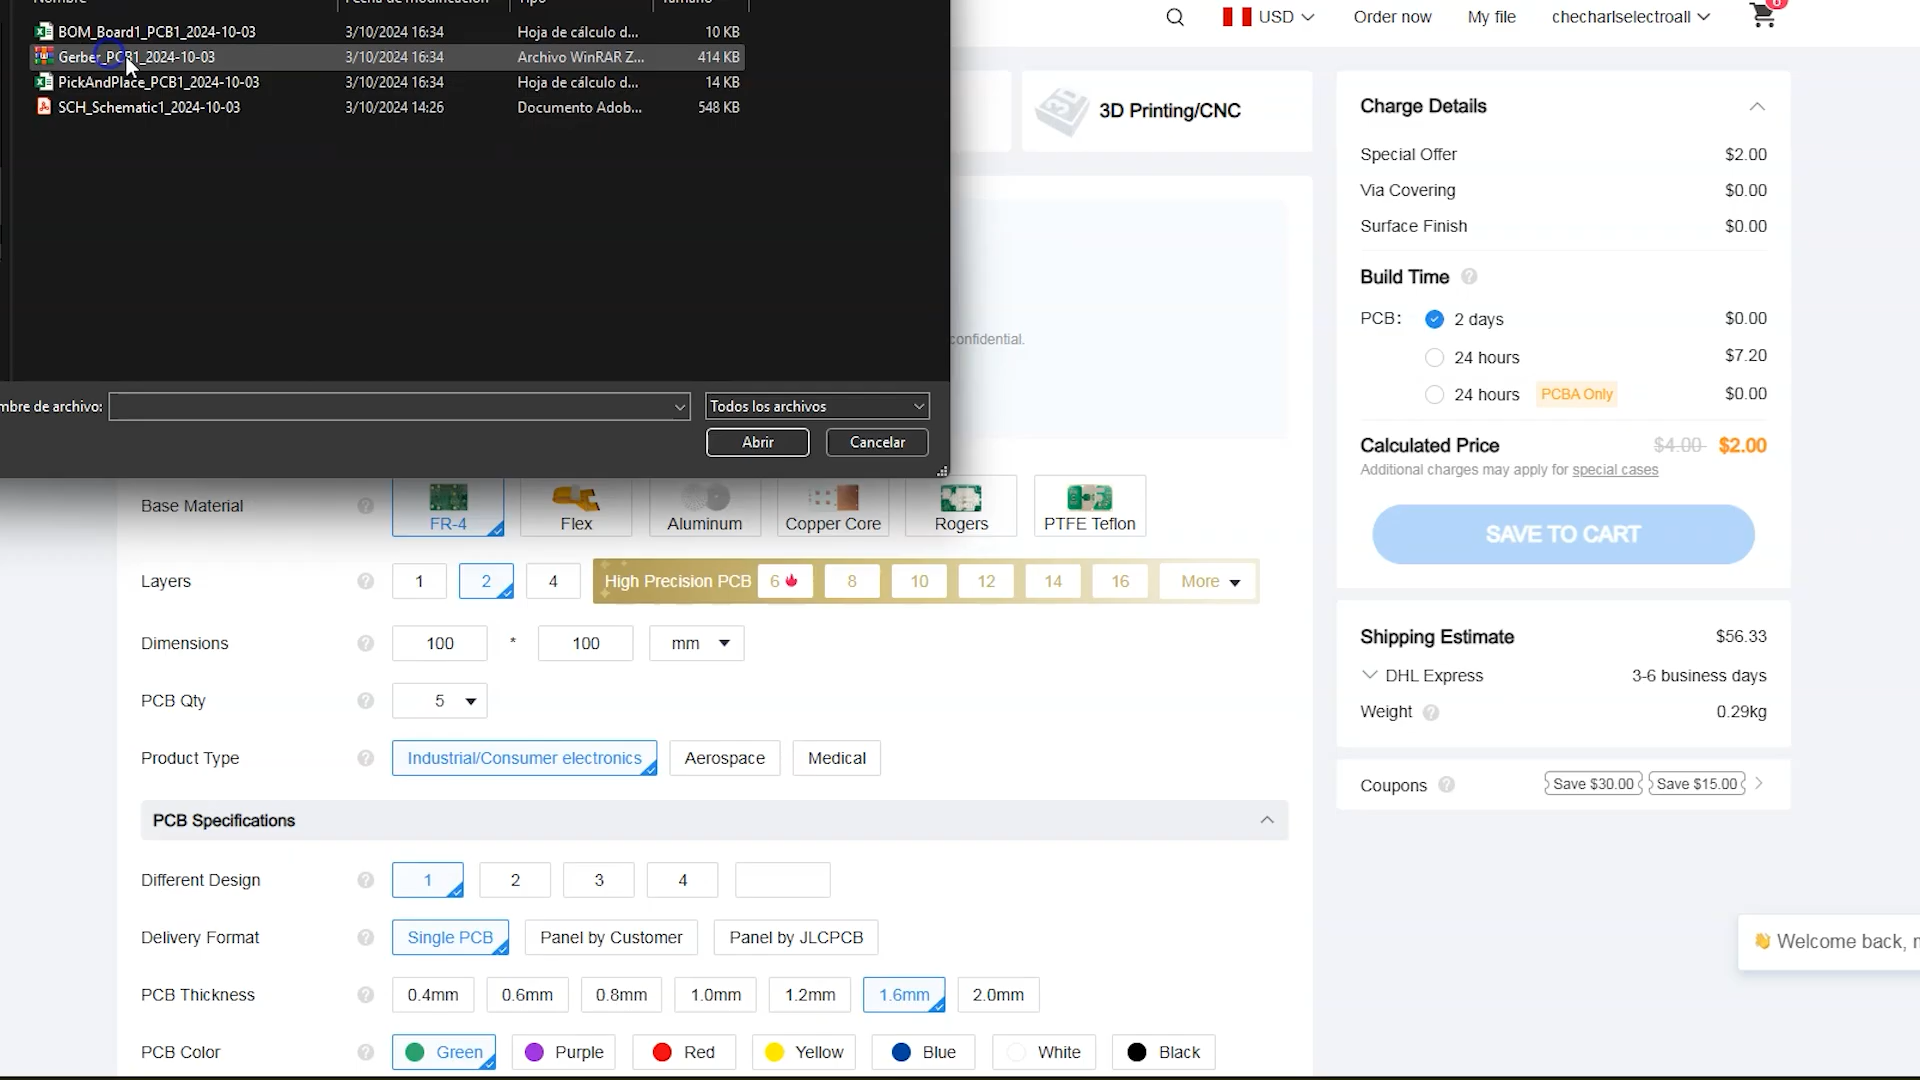 Nombre
Fecha de modificación
Tipo
Tamaño
BOM_Board1_PCB1_2024-10-03 3/10/2024 16:34 Hoja de cálculo d... 10 KB
Gerber_PCB1_2024-10-03 3/10/2024 16:34 Archivo WinRAR Z... 414 KB
PickAndPlace_PCB1_2024-10-03 3/10/2024 16:34 Hoja de cálculo d... 14 KB
SCH_Schematic1_2024-10-03 3/10/2024 14:26 Documento Adob... 548 KB
mbre de archivo:
Todos los archivos
Abrir Cancelar
USD Order now My file checharlselectroall
3D Printing/CNC
confidential.
Base Material FR-4 Flex Aluminum Copper Core Rogers PTFE Teflon
Layers 1 2 4 High Precision PCB 6 8 10 12 14 16 More
Dimensions 100 * 100 mm
PCB Qty 5
Product Type Industrial/Consumer electronics Aerospace Medical
PCB Specifications
Different Design 1 2 3 4
Delivery Format Single PCB Panel by Customer Panel by JLCPCB
PCB Thickness 0.4mm 0.6mm 0.8mm 1.0mm 1.2mm 1.6mm 2.0mm
PCB Color Green Purple Red Yellow Blue White Black
Charge Details
Special Offer $2.00
Via Covering $0.00
Surface Finish $0.00
Build Time
PCB: 2 days $0.00
24 hours $7.20
24 hours PCBA Only $0.00
Calculated Price $4.00 $2.00
Additional charges may apply for special cases
SAVE TO CART
Shipping Estimate $56.33
DHL Express 3-6 business days
Weight 0.29kg
Coupons Save $30.00 Save $15.00
👋 Welcome back,